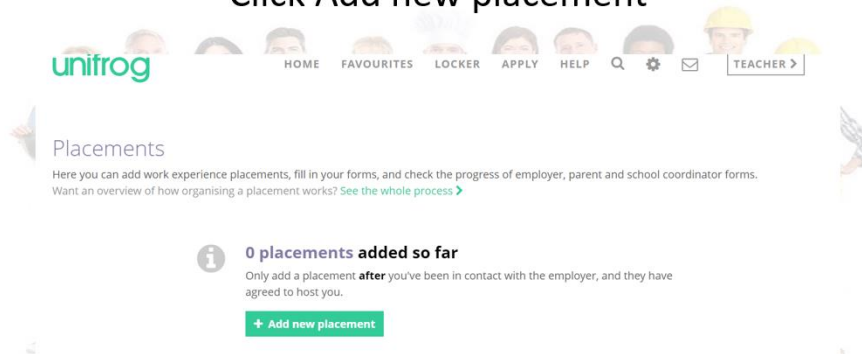 Click Add new placement
unifrog HOME FAVOURITES LOCKER APPLY HELP TEACHER >
Placements
Here you can add work experience placements, fill in your forms, and check the progress of employer, parent and school coordinator forms.
Want an overview of how organising a placement works? See the whole process >
0 placements added so far
Only add a placement after you've been in contact with the employer, and they have
agreed to host you.
+ Add new placement